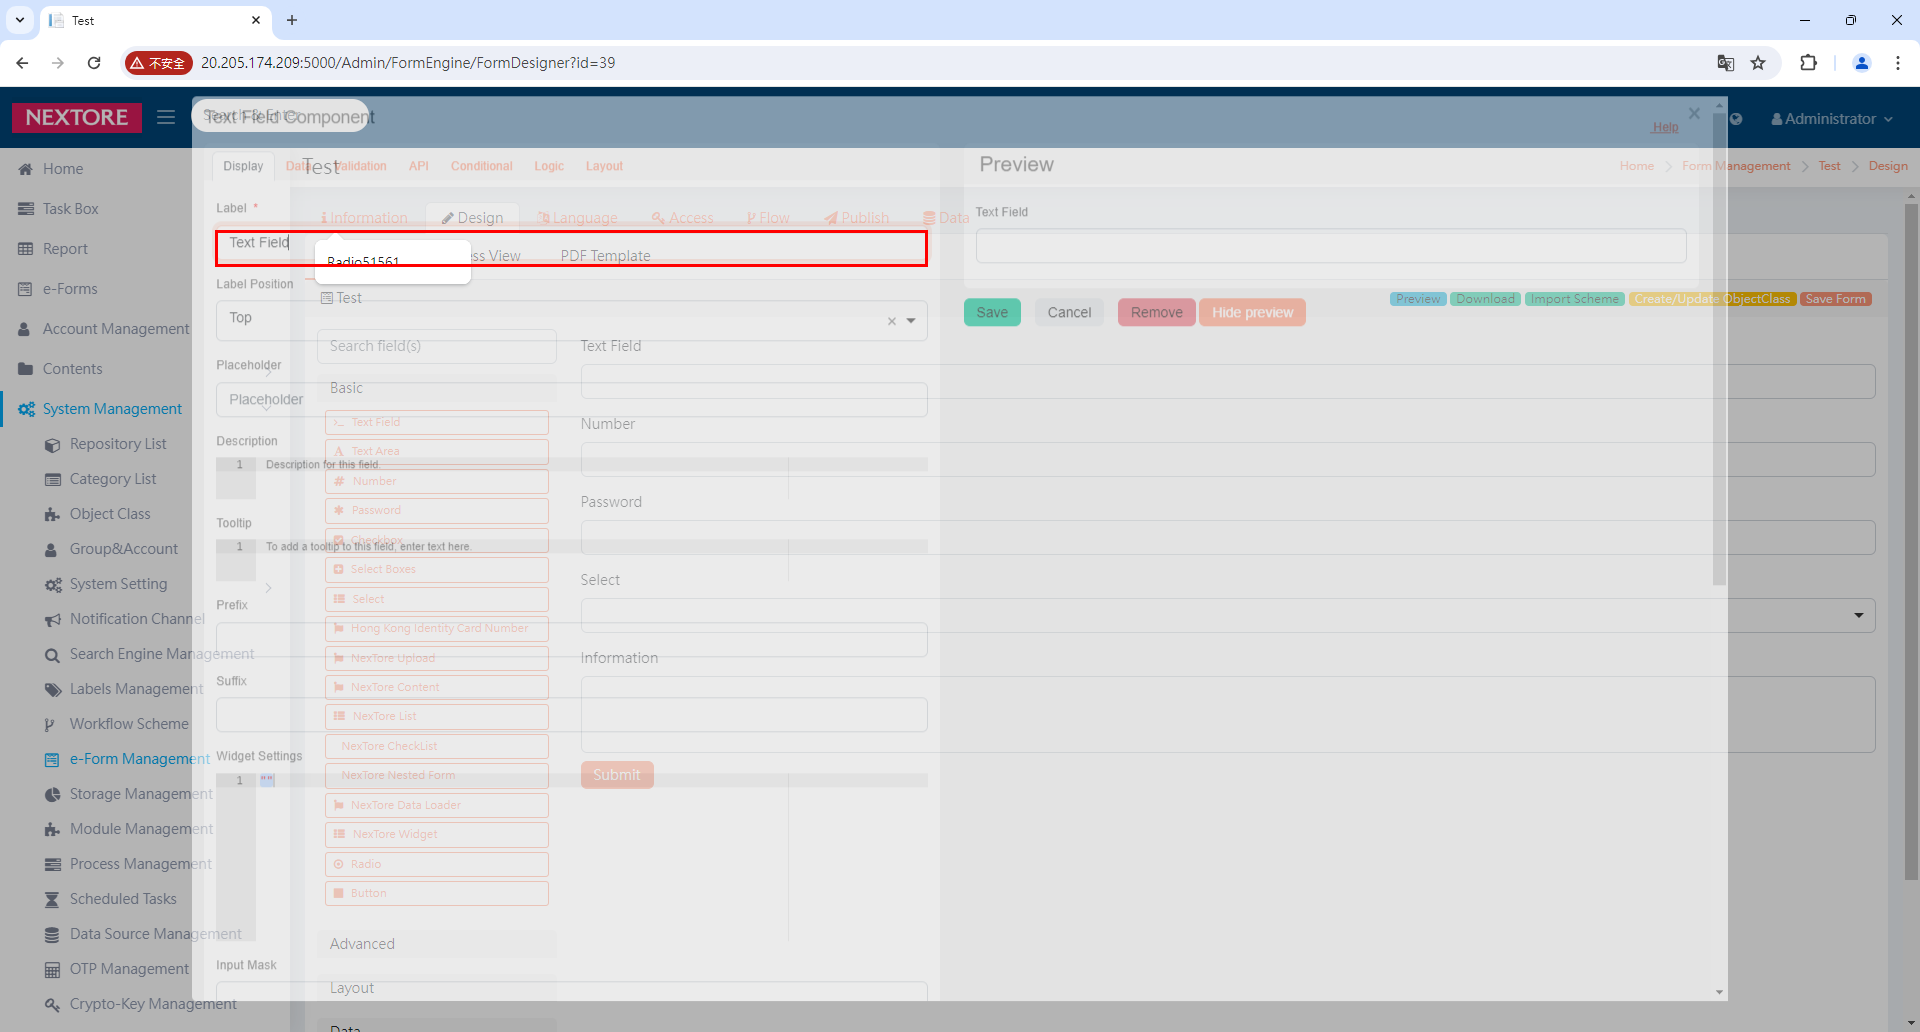 Test
不安全
20.205.174.209:5000/Admin/FormEngine/FormDesigner?id=39
NEXTORE
Search & Enter
Text Field Component
Help
Administrator
Home
Task Box
Report
e-Forms
Account Management
Contents
System Management
Repository List
Category List
Object Class
Group&Account
System Setting
Notification Channel
Search Engine Management
Labels Management
Workflow Scheme
e-Form Management
Storage Management
Module Management
Process Management
Scheduled Tasks
Data Source Management
OTP Management
Crypto-Key Management
Display
Data
Validation
API
Conditional
Logic
Layout
Test
Home
Form Management
Test
Design
Information
Design
Language
Access
Flow
Publish
Data
ess View
PDF Template
Test
Preview
Download
Import Scheme
Create/Update ObjectClass
Save Form
Label *
Text Field
Radio51561
Label Position
Top
Placeholder
Placeholder
Description
1
Description for this field.
Tooltip
1
To add a tooltip to this field, enter text here.
Prefix
Suffix
Widget Settings
1
""
Input Mask
Search field(s)
Basic
Text Field
Text Area
Number
Password
Checkbox
Select Boxes
Select
Hong Kong Identity Card Number
NexTore Upload
NexTore Content
NexTore List
NexTore CheckList
NexTore Nested Form
NexTore Data Loader
NexTore Widget
Radio
Button
Advanced
Layout
Data
Text Field
Number
Password
Select
Information
Submit
Preview
Text Field
Save
Cancel
Remove
Hide preview